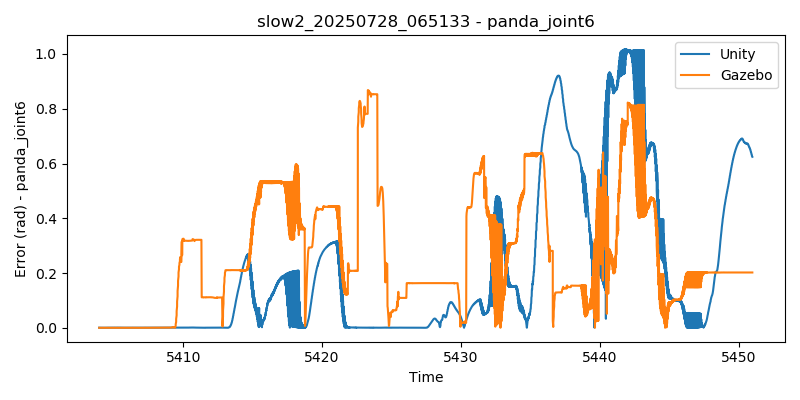 slow2_20250728_065133 - panda_joint6
Error (rad) - panda_joint6
1.0
0.8
0.6
0.4
0.2
0.0
Unity
Gazebo
5410
5420
5430
5440
5450
Time